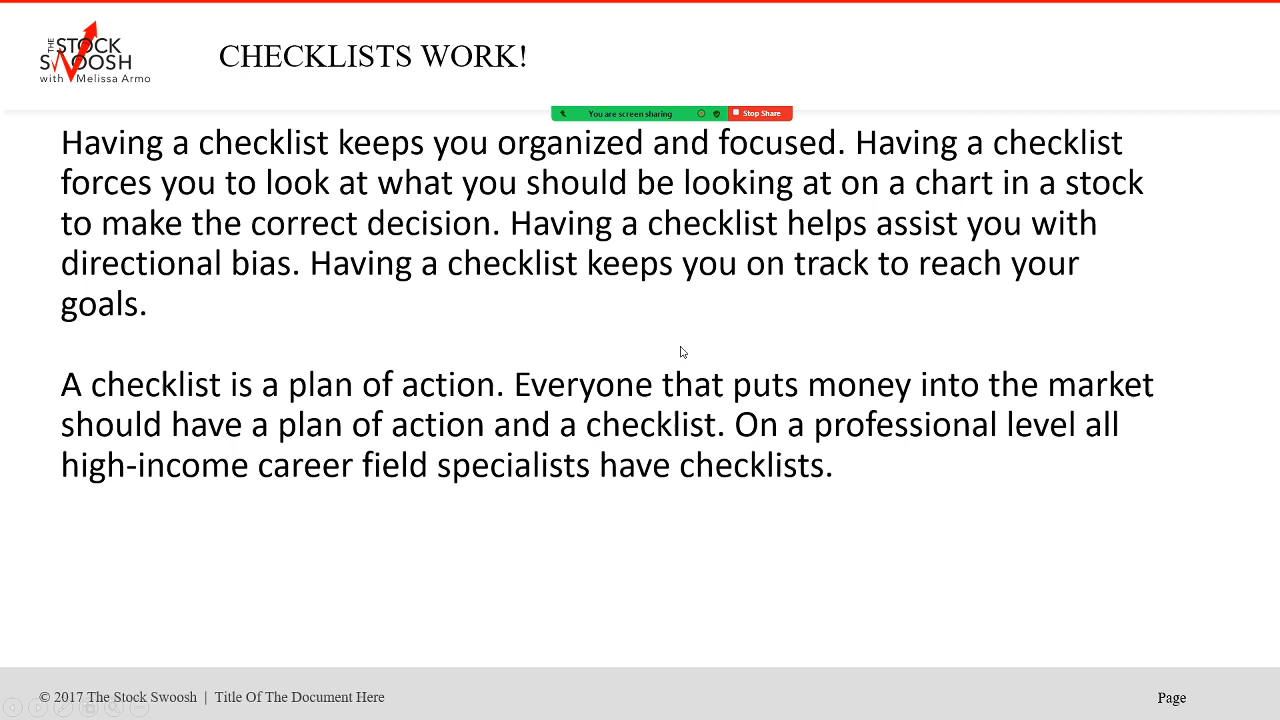 THE STOCK
SWOOSH
with Melissa Armo
CHECKLISTS WORK!
You are screen sharing
Stop Share
Having a checklist keeps you organized and focused. Having a checklist
forces you to look at what you should be looking at on a chart in a stock
to make the correct decision. Having a checklist helps assist you with
directional bias. Having a checklist keeps you on track to reach your
goals.
A checklist is a plan of action. Everyone that puts money into the market
should have a plan of action and a checklist. On a professional level all
high-income career field specialists have checklists.
© 2017 The Stock Swoosh | Title Of The Document Here
Page